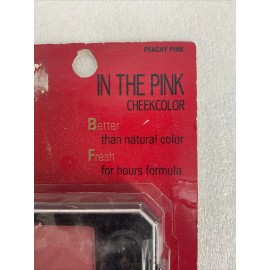 PEACHY PINK
IN THE PINK
CHEEKCOLOR
Better
than natural color
Fresh
for hours formula